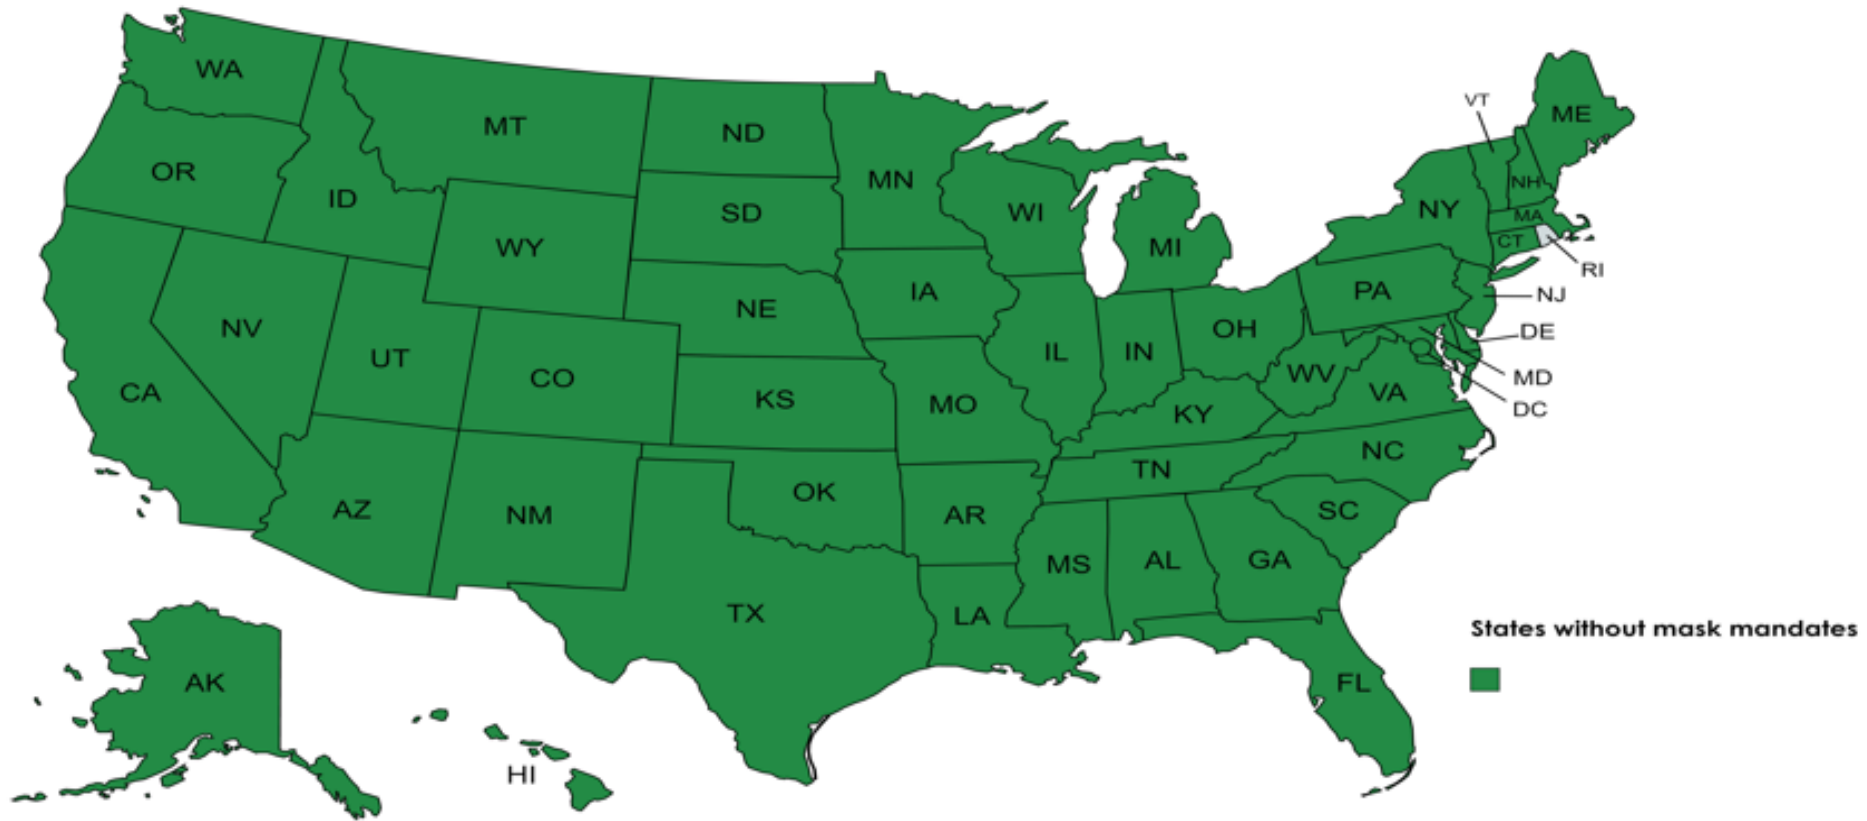 WA
MT
ND
MN
VT
ME
OR
ID
SD
WI
NH
NY
MA
WY
MI
CT
RI
IA
PA
NJ
NE
NV
OH
DE
UT
IL
IN
CO
WV
MD
CA
KS
MO
VA
DC
KY
NC
TN
OK
AZ
NM
AR
SC
MS
AL
GA
TX
LA
States without mask mandates
AK
FL
HI